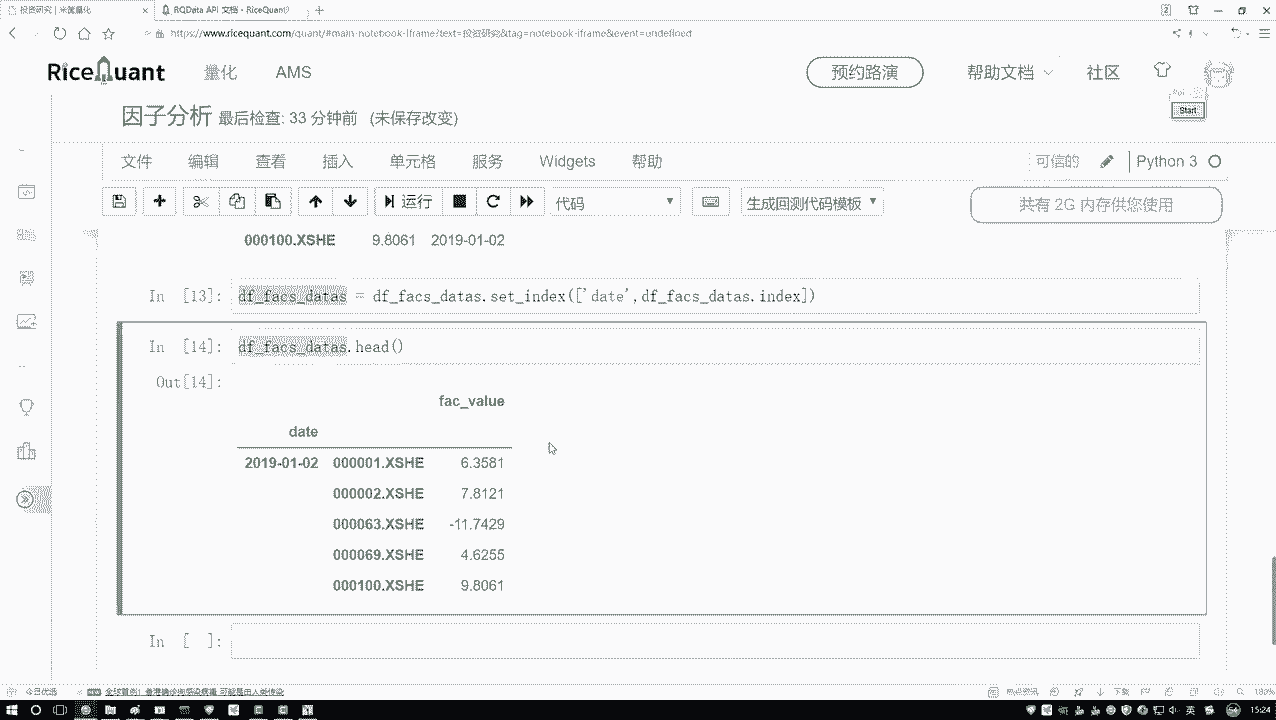 投资研究 | 米筐量化
RQData API 文档 - RiceQuant
https://www.ricequant.com/quant/#main-notebook-iframe?text=投资研究&tag=notebook-iframe&event=undefined
RiceQuant
量化
AMS
预约路演
帮助文档
社区
Start
因子分析 最后检查: 33 分钟前 (未保存改变)
文件 编辑 查看 插入 单元格 服务 Widgets 帮助
可信的
Python 3
运行
代码
生成回测代码模板
共有 2G 内存供您使用
000100.XSHE 9.8061 2019-01-02
In [13]: df_facs_datas = df_facs_datas.set_index(['date',df_facs_datas.index])
In [14]: df_facs_datas.head()
Out[14]:
fac_value
date
2019-01-02 000001.XSHE 6.3581
000002.XSHE 7.8121
000063.XSHE -11.7429
000069.XSHE 4.6255
000100.XSHE 9.8061
In [ ]:
今日优选
下载
180%
英
15:24